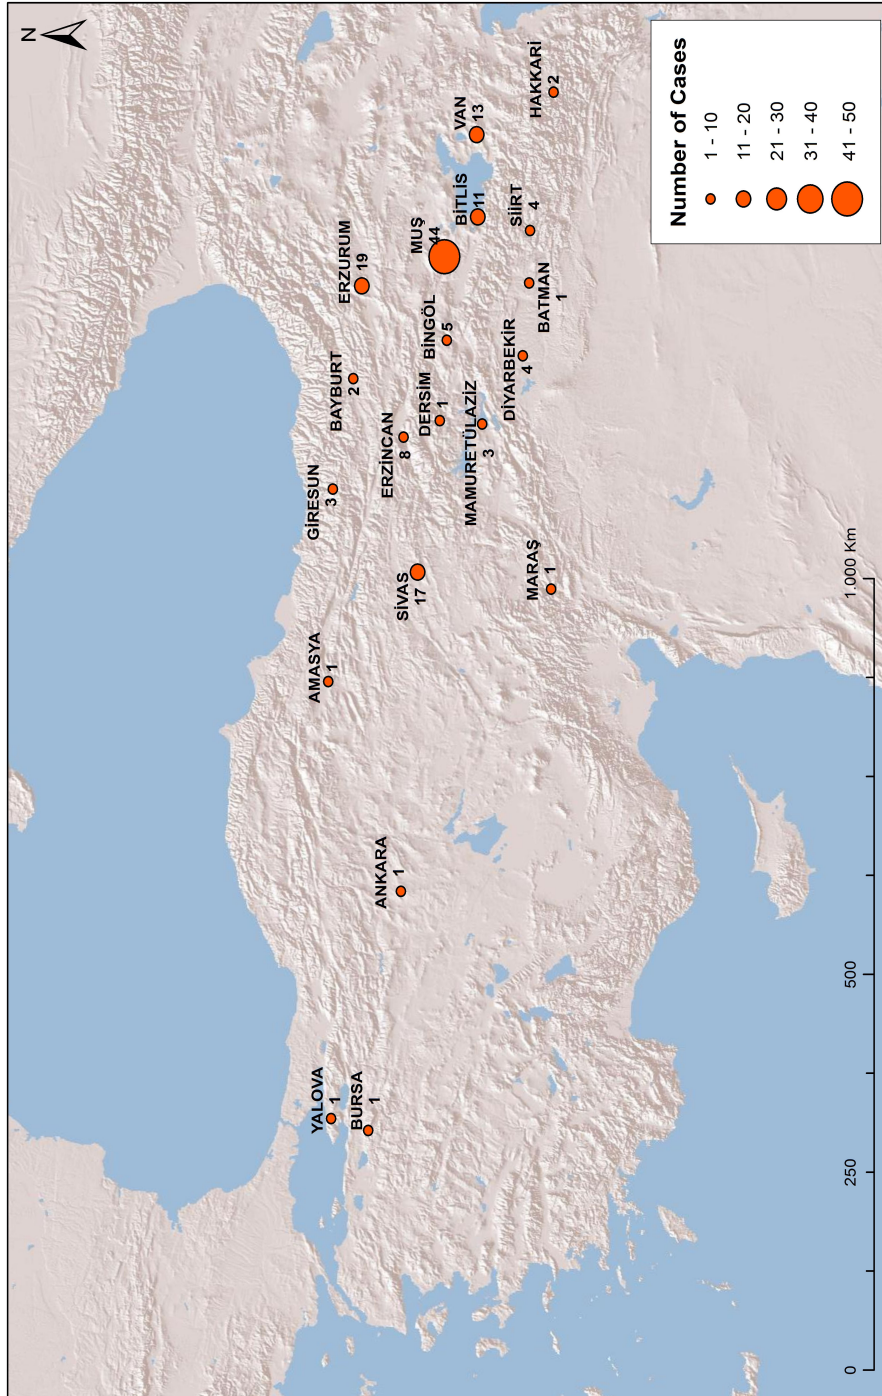 N
YALOVA
1
BURSA
1
ANKARA
1
AMASYA
1
SİVAS
17
GİRESUN
3
MARAŞ
1
ERZİNCAN
8
BAYBURT
2
DERSİM
1
MAMURETÜLAZİZ
3
ERZURUM
19
BİNGÖL
5
DİYARBEKİR
4
MUŞ
44
BATMAN
1
BİTLİS
11
SİİRT
4
VAN
13
HAKKARİ
2
Number of Cases
1 - 10
11 - 20
21 - 30
31 - 40
41 - 50
0 250 500 1,000 Km